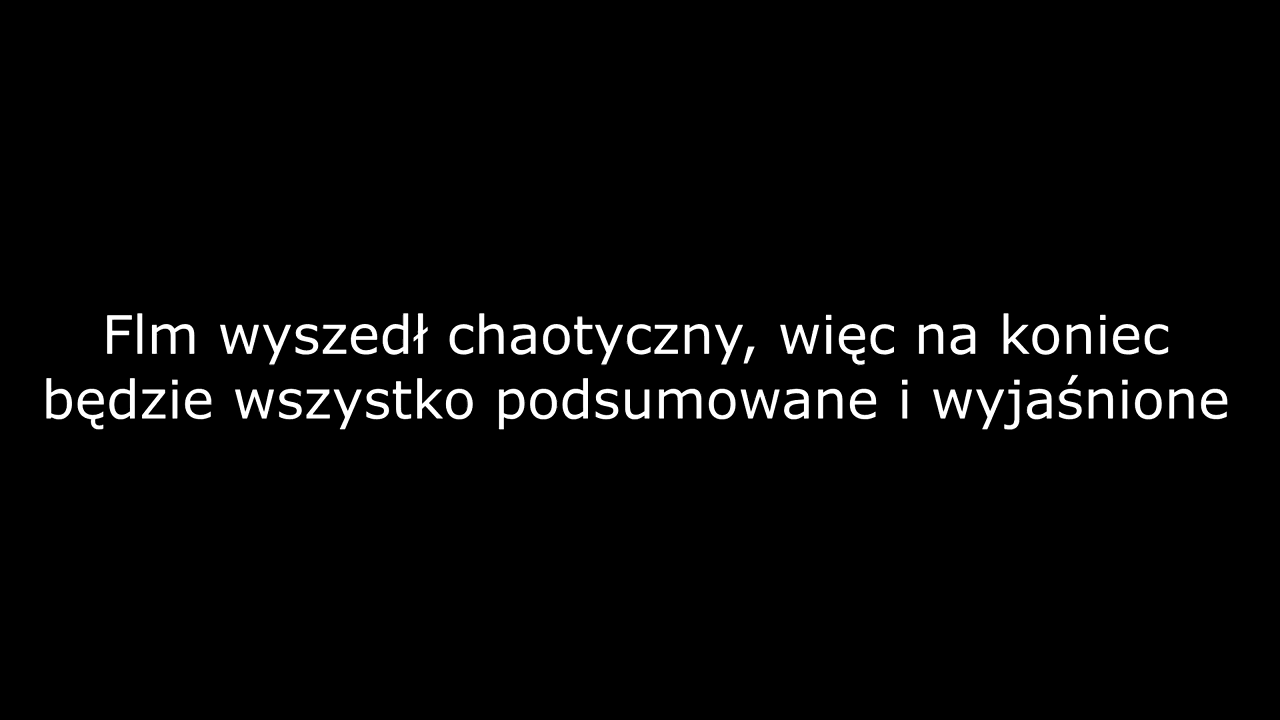 Flm wyszedł chaotyczny, więc na koniec
będzie wszystko podsumowane i wyjaśnione